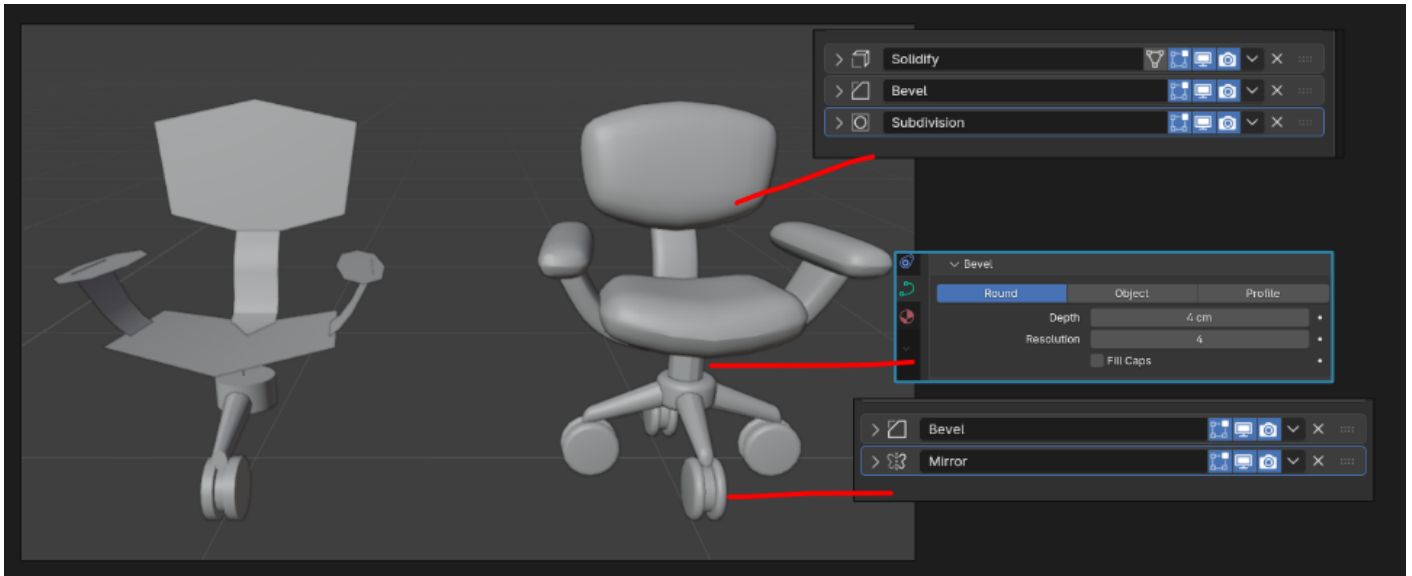 Solidify
Bevel
Subdivision
Bevel
Round Object Profile
Depth 4 cm
Resolution 4
Fill Caps
Bevel
Mirror